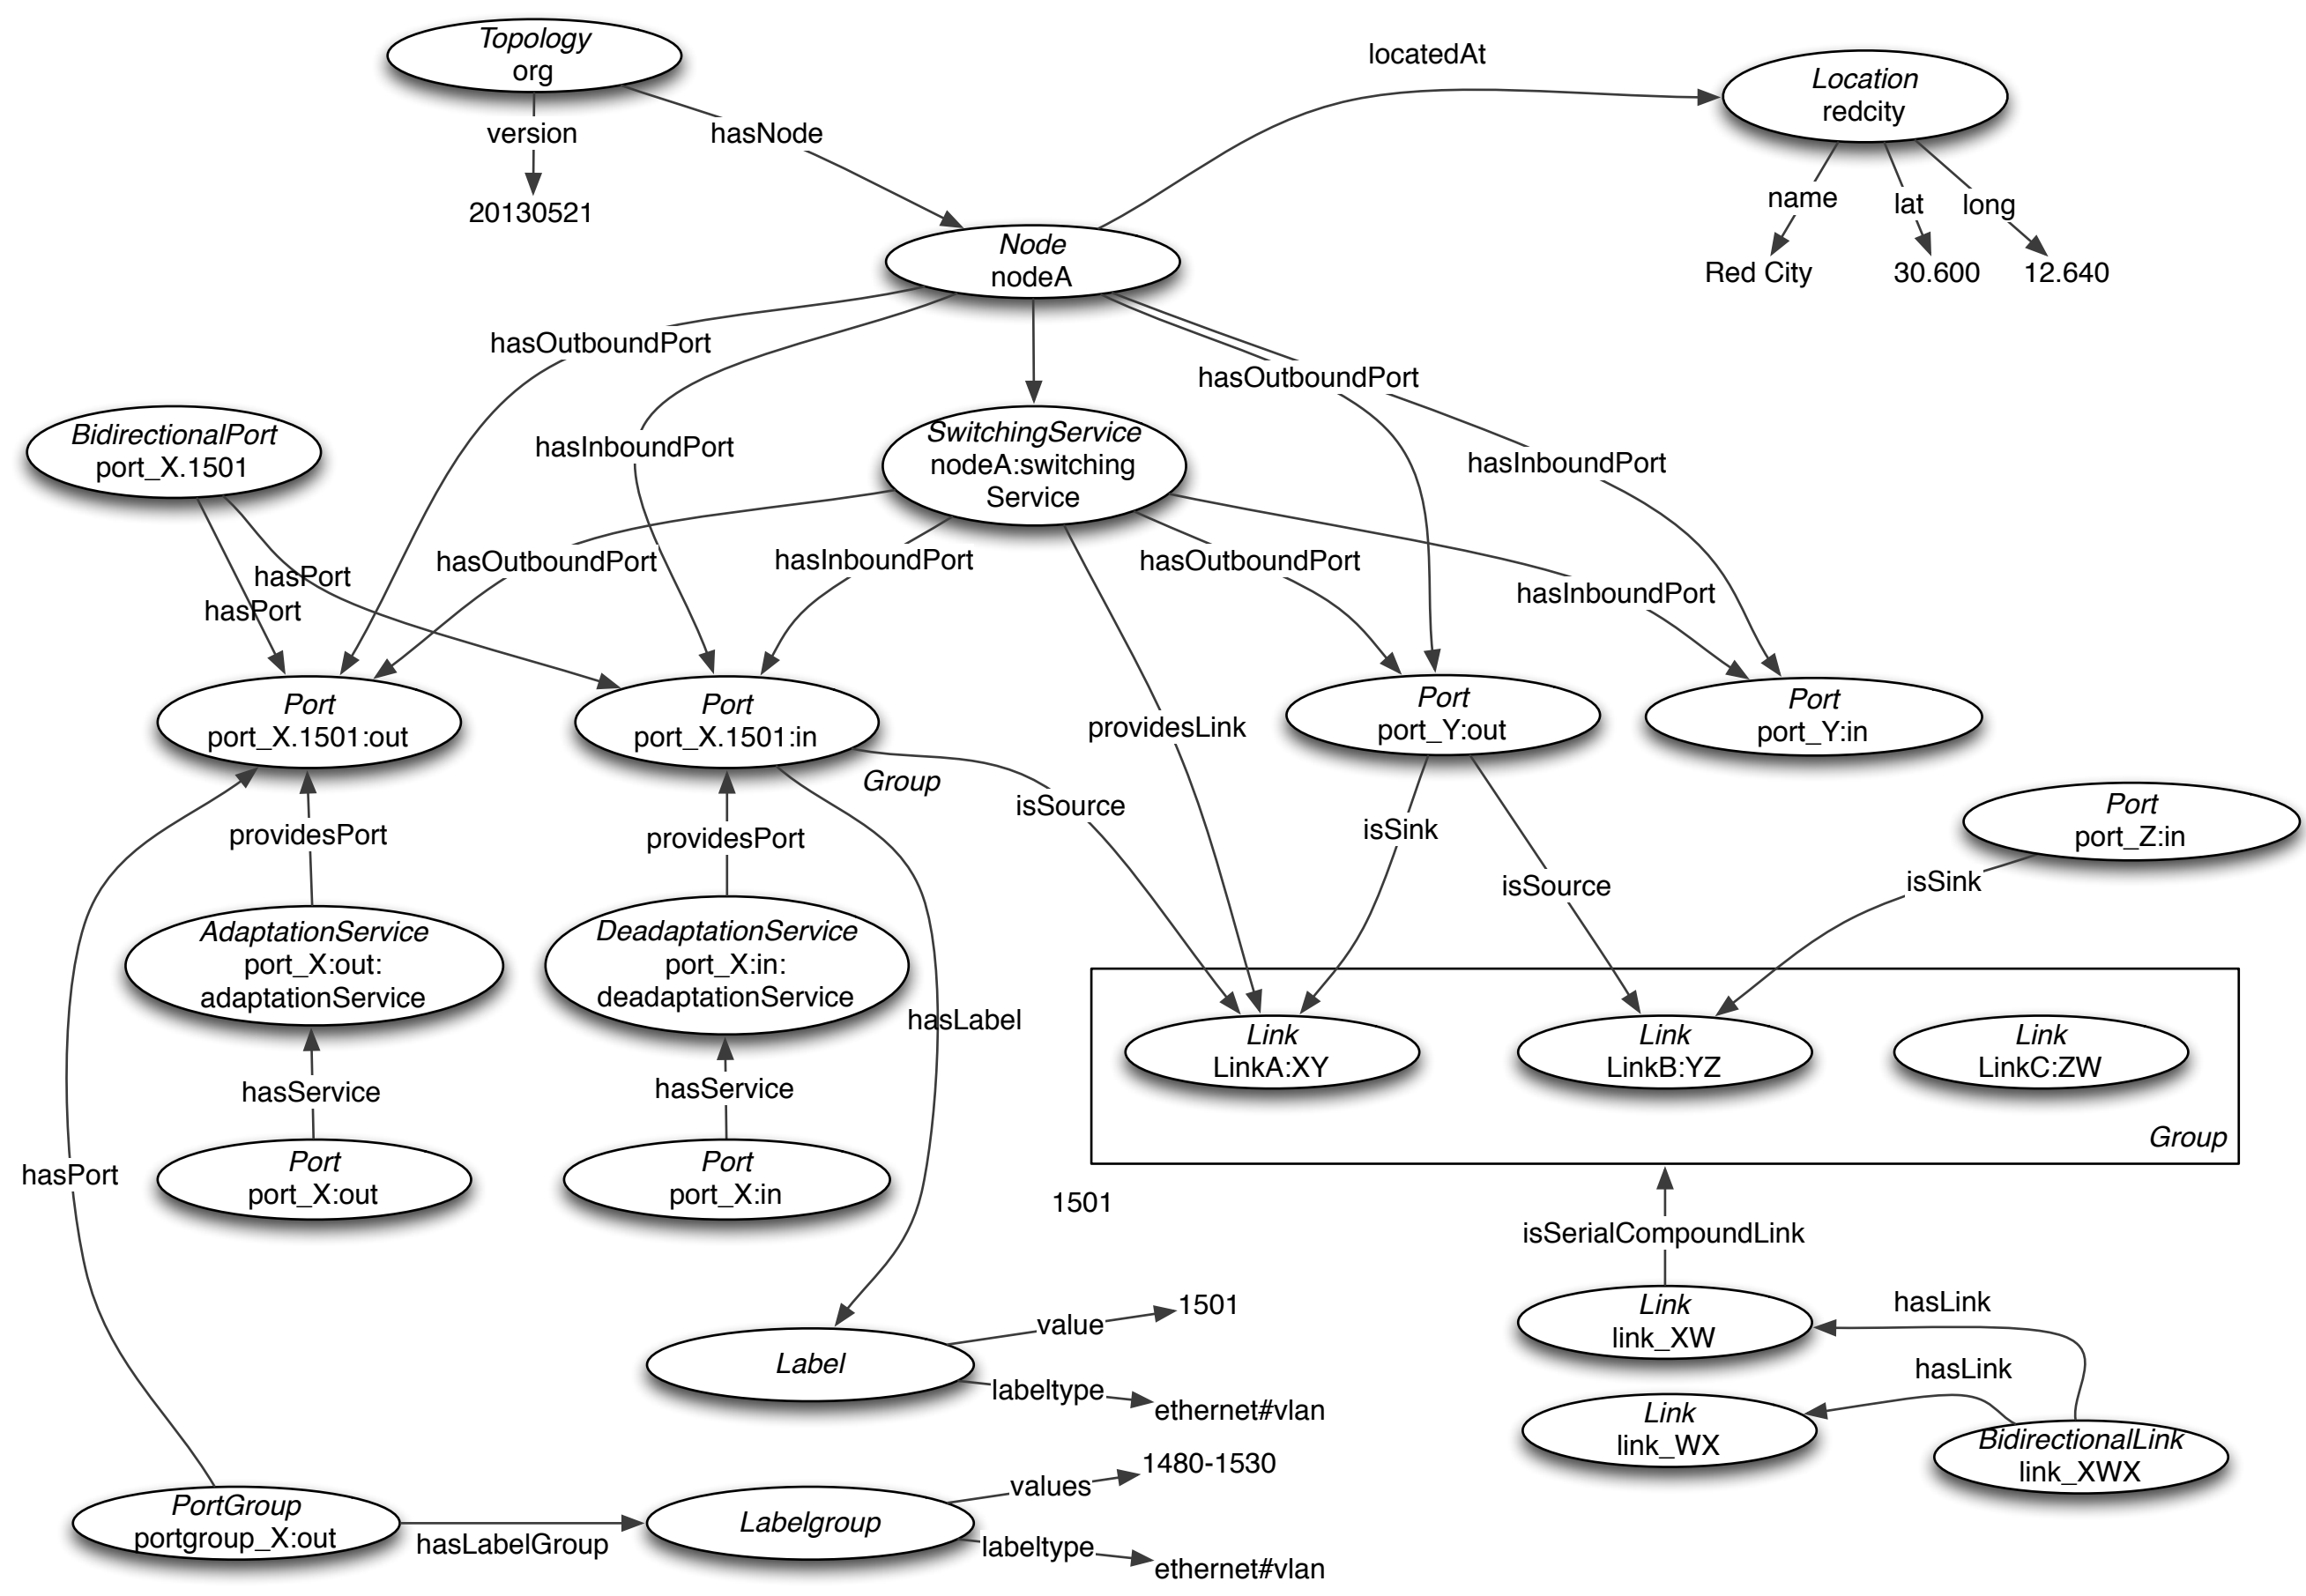 Topology
org
locatedAt
Location
redcity
version
hasNode
name
lat
long
20130521
Node
nodeA
Red City
30.600
12.640
hasOutboundPort
hasOutboundPort
BidirectionalPort
port_X.1501
hasInboundPort
SwitchingService
nodeA:switching
Service
hasInboundPort
hasPort
hasOutboundPort
hasInboundPort
hasOutboundPort
hasPort
hasInboundPort
Port
port_X.1501:out
Port
port_X.1501:in
providesLink
Port
port_Y:out
Port
port_Y:in
Group
isSource
providesPort
providesPort
isSink
Port
port_Z:in
isSource
isSink
AdaptationService
port_X:out:
adaptationService
DeadaptationService
port_X:in:
deadaptationService
hasLabel
Link
LinkA:XY
Link
LinkB:YZ
Link
LinkC:ZW
hasService
hasService
Group
hasPort
Port
port_X:out
Port
port_X:in
1501
isSerialCompoundLink
Label
value
1501
labeltype
ethernet#vlan
Link
link_XW
hasLink
hasLink
Link
link_WX
BidirectionalLink
link_XWX
PortGroup
portgroup_X:out
hasLabelGroup
Labelgroup
values
1480-1530
labeltype
ethernet#vlan